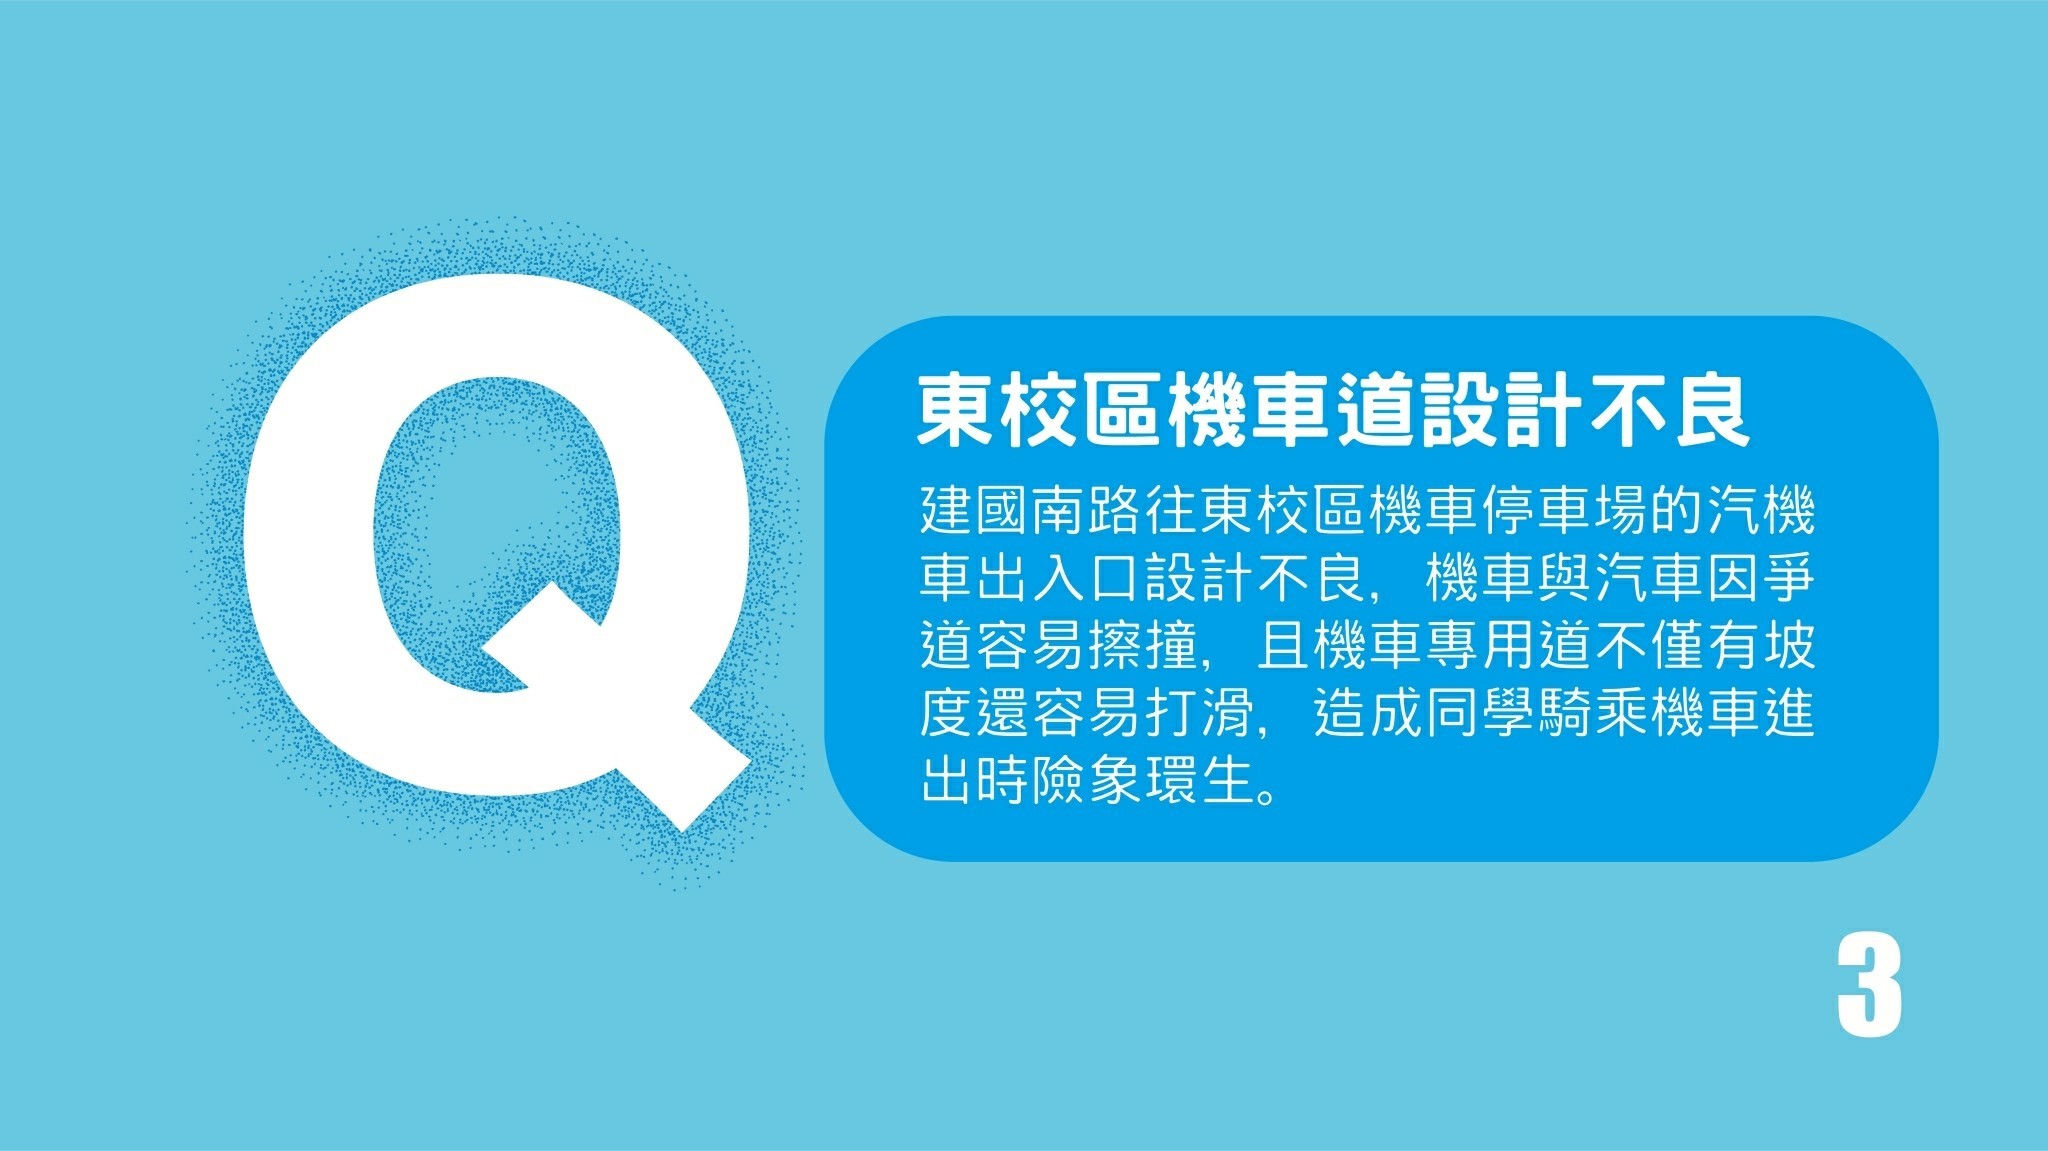 Q
東校區機車道設計不良
建國南路往東校區機車停車場的汽機
車出入口設計不良，機車與汽車因爭
道容易擦撞，且機車專用道不僅有坡
度還容易打滑，造成同學騎乘機車進
出時險象環生。
3